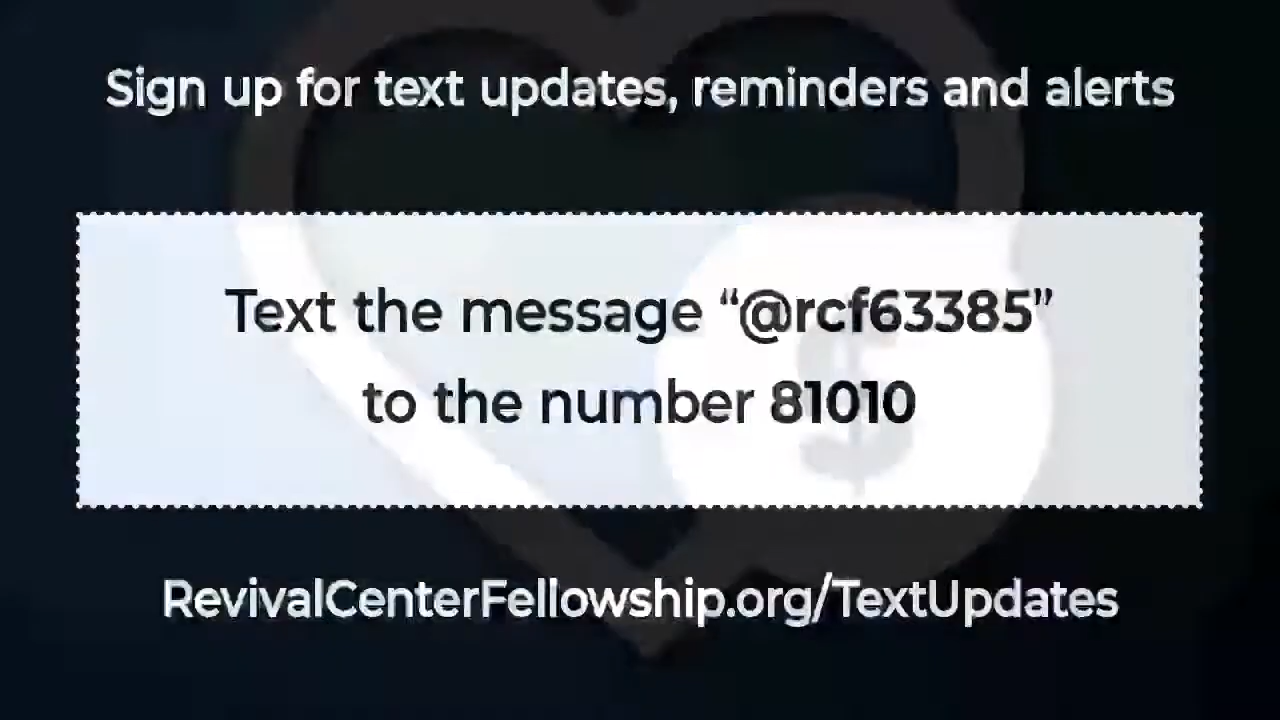 Sign up for text updates, reminders and alerts
Text the message “@rcf63385”
to the number 81010
RevivalCenterFellowship.org/TextUpdates